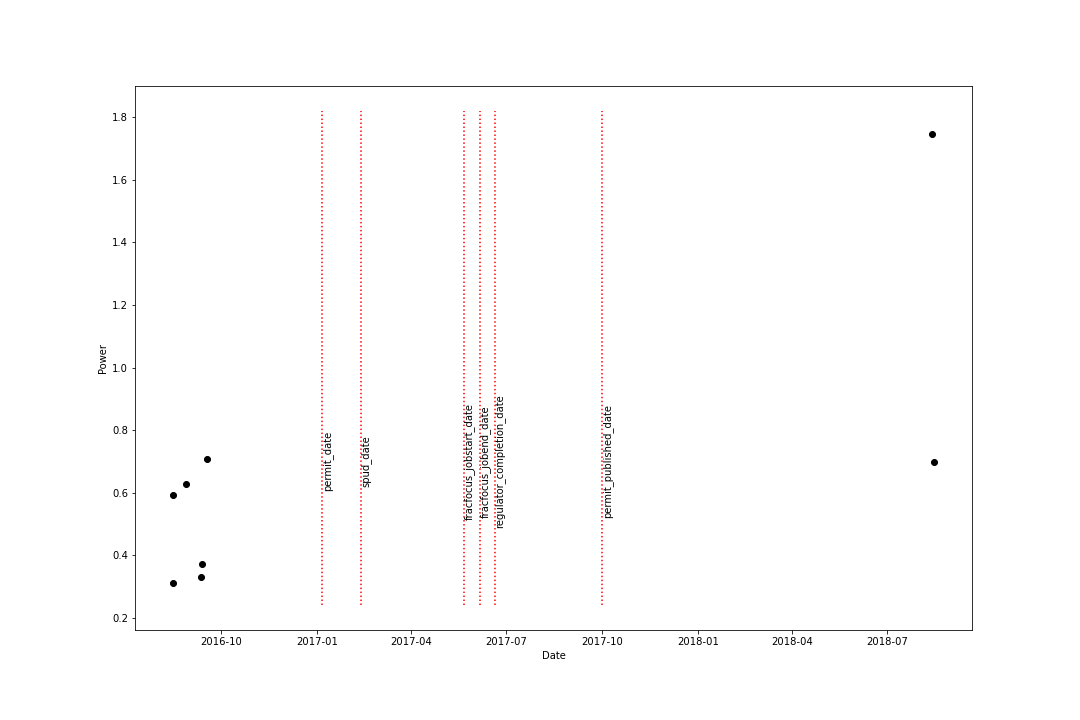 1.8
1.6
1.4
1.2
1.0
0.8
0.6
0.4
0.2
Power
permit_date
spud_date
fracfocus_jobstart_date
fracfocus_jobend_date
regulator_completion_date
permit_published_date
2016-10
2017-01
2017-04
2017-07
2017-10
2018-01
2018-04
2018-07
Date